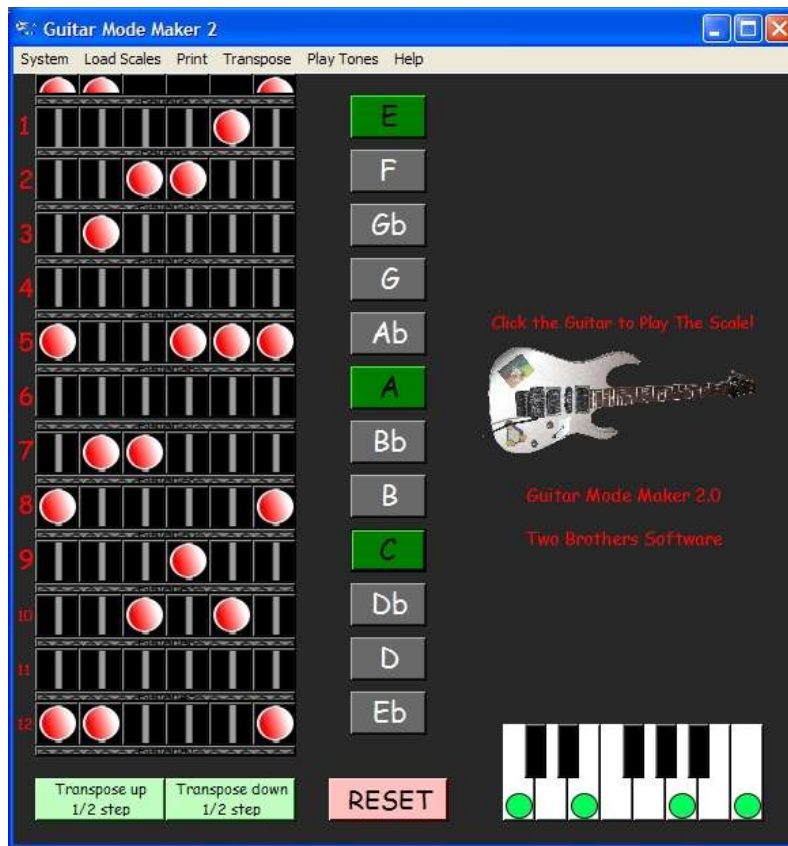 Guitar Mode Maker 2
System Load Scales Print Transpose Play Tones Help
1
2
3
4
5
6
7
8
9
10
11
12
E
F
Gb
G
Ab
A
Bb
B
C
Db
D
Eb
Click the Guitar to Play The Scale!
Guitar Mode Maker 2.0
Two Brothers Software
Transpose up
1/2 step
Transpose down
1/2 step
RESET